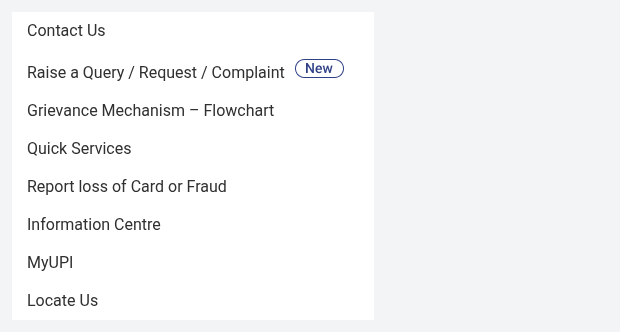 Contact Us
Raise a Query / Request / Complaint New
Grievance Mechanism – Flowchart
Quick Services
Report loss of Card or Fraud
Information Centre
MyUPI
Locate Us